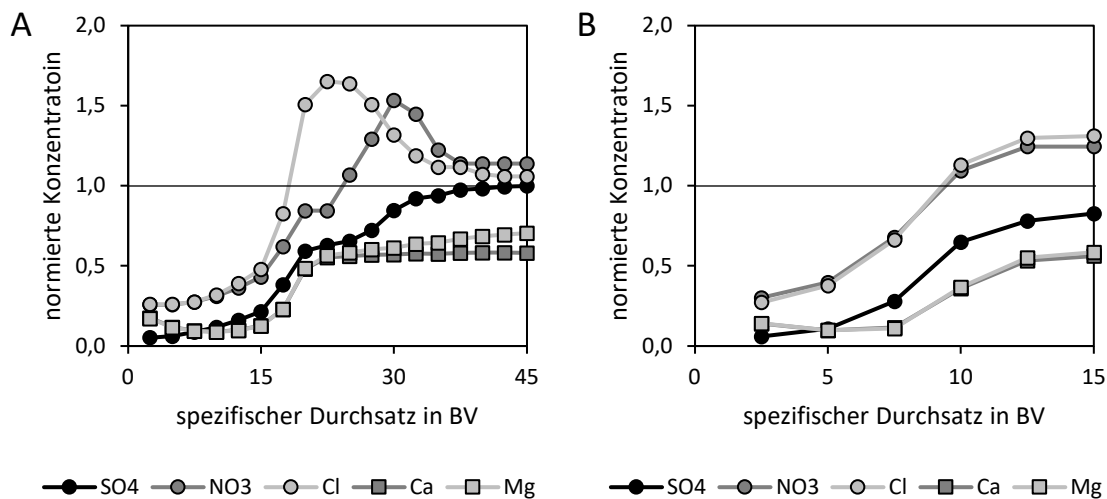 A
normierte Konzentratoin
2,0
1,5
1,0
0,5
0,0
0 15 30 45
spezifischer Durchsatz in BV
SO4 NO3 Cl Ca Mg
B
normierte Konzentration
2,0
1,5
1,0
0,5
0,0
0 5 10 15
spezifischer Durchsatz in BV
SO4 NO3 Cl Ca Mg